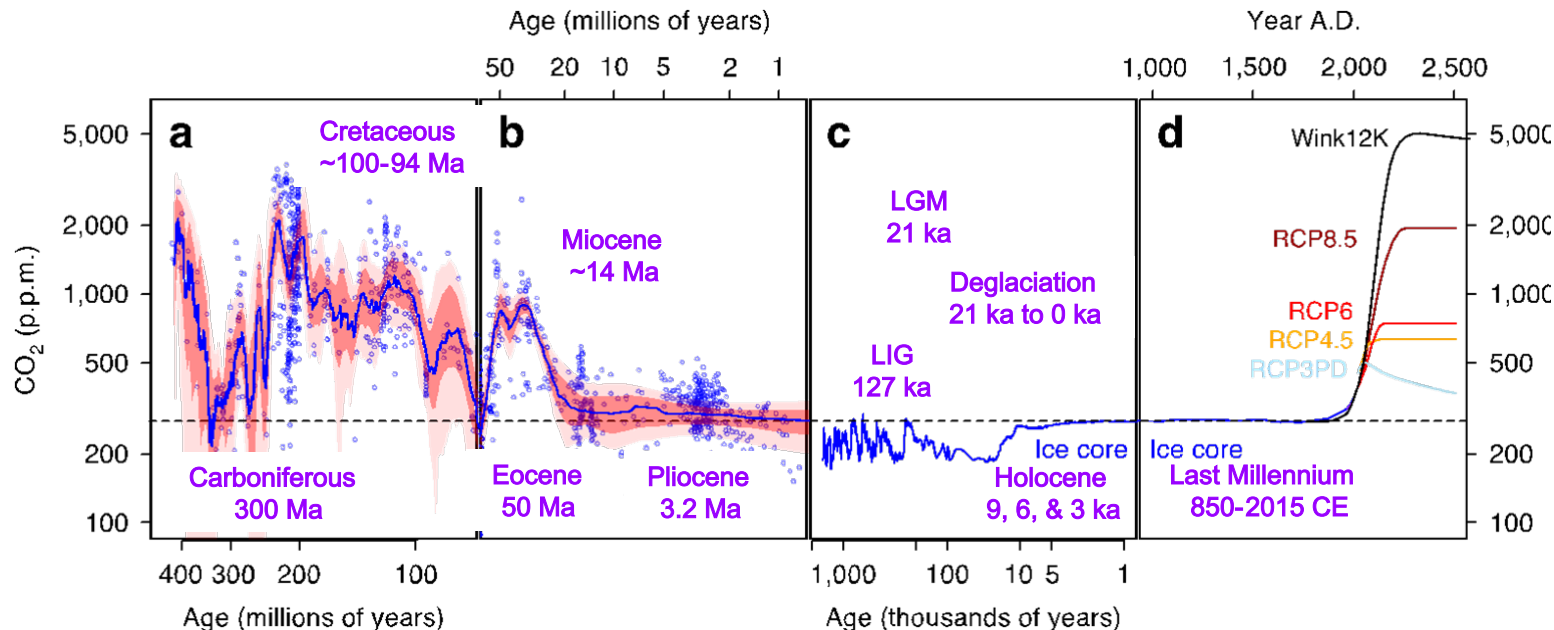 Age (millions of years)
Year A.D.
50 20 10 5 2 1
1,000 1,500 2,000 2,500
a
b
c
d
5,000
2,000
1,000
500
200
100
CO2 (p.p.m.)
Cretaceous
~100-94 Ma
Carboniferous
300 Ma
Miocene
~14 Ma
Eocene
50 Ma
Pliocene
3.2 Ma
LGM
21 ka
Deglaciation
21 ka to 0 ka
LIG
127 ka
Ice core
Holocene
9, 6, & 3 ka
Wink12K
RCP8.5
RCP6
RCP4.5
RCP3PD
Ice core
Last Millennium
850-2015 CE
5,000
2,000
1,000
500
200
100
400 300 200 100
1,000 100 10 5 1
Age (millions of years)
Age (thousands of years)